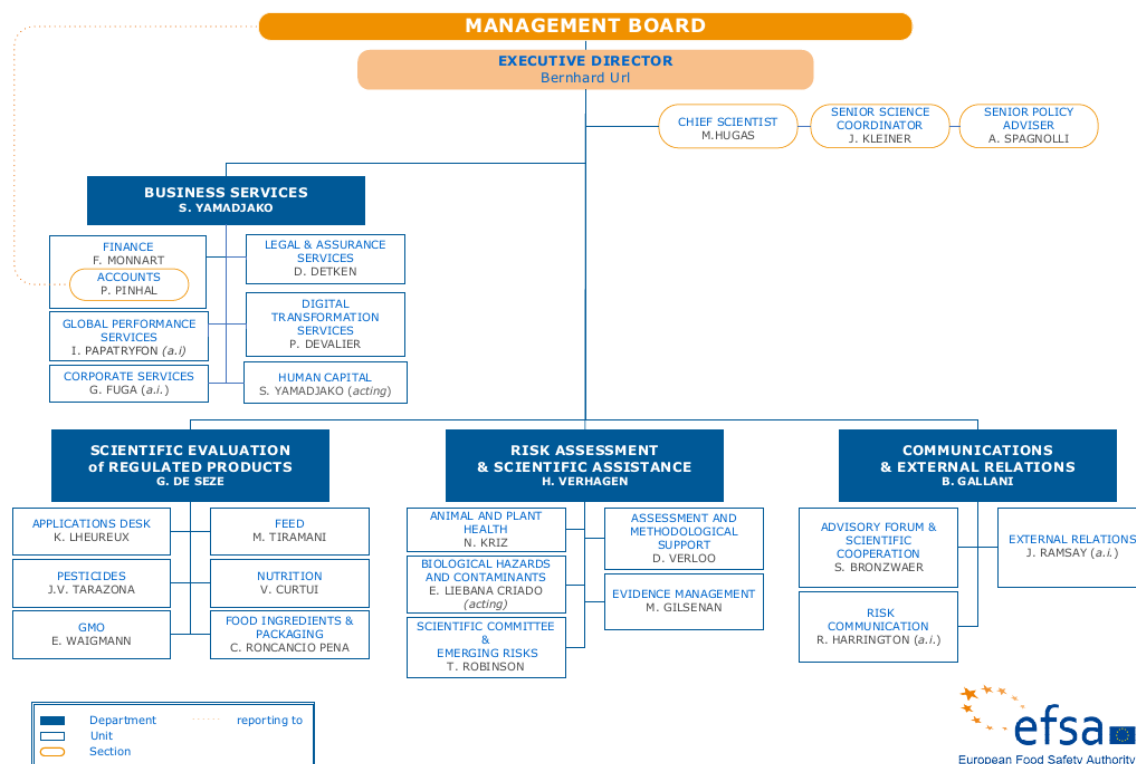 MANAGEMENT BOARD
EXECUTIVE DIRECTOR
Bernhard Url
CHIEF SCIENTIST
M.HUGAS
SENIOR SCIENCE
COORDINATOR
J. KLEINER
SENIOR POLICY
ADVISER
A. SPAGNOLLI
BUSINESS SERVICES
S. YAMADJAKO
FINANCE
F. MONNART
ACCOUNTS
P. PINHAL
LEGAL & ASSURANCE
SERVICES
D. DETKEN
GLOBAL PERFORMANCE
SERVICES
I. PAPATRYFON (a.i)
DIGITAL
TRANSFORMATION
SERVICES
P. DEVALIER
CORPORATE SERVICES
G. FUGA (a.i.)
HUMAN CAPITAL
S. YAMADJAKO (acting)
SCIENTIFIC EVALUATION
of REGULATED PRODUCTS
G. DE SEZE
APPLICATIONS DESK
K. LHEUREUX
FEED
M. TIRAMANI
PESTICIDES
J.V. TARAZONA
NUTRITION
V. CURTUI
GMO
E. WAIGMANN
FOOD INGREDIENTS &
PACKAGING
C. RONCANCIO PENA
RISK ASSESSMENT
& SCIENTIFIC ASSISTANCE
H. VERHAGEN
ANIMAL AND PLANT
HEALTH
N. KRIZ
ASSESSMENT AND
METHODOLOGICAL
SUPPORT
D. VERLOO
BIOLOGICAL HAZARDS
AND CONTAMINANTS
E. LIEBANA CRIADO
(acting)
EVIDENCE MANAGEMENT
M. GILSENAN
SCIENTIFIC COMMITTEE
&
EMERGING RISKS
T. ROBINSON
COMMUNICATIONS
& EXTERNAL RELATIONS
B. GALLANI
ADVISORY FORUM &
SCIENTIFIC
COOPERATION
S. BRONZWAER
EXTERNAL RELATIONS
J. RAMSAY (a.i.)
RISK
COMMUNICATION
R. HARRINGTON (a.i.)
Department
reporting to
Unit
Section
efsa
European Food Safety Authority